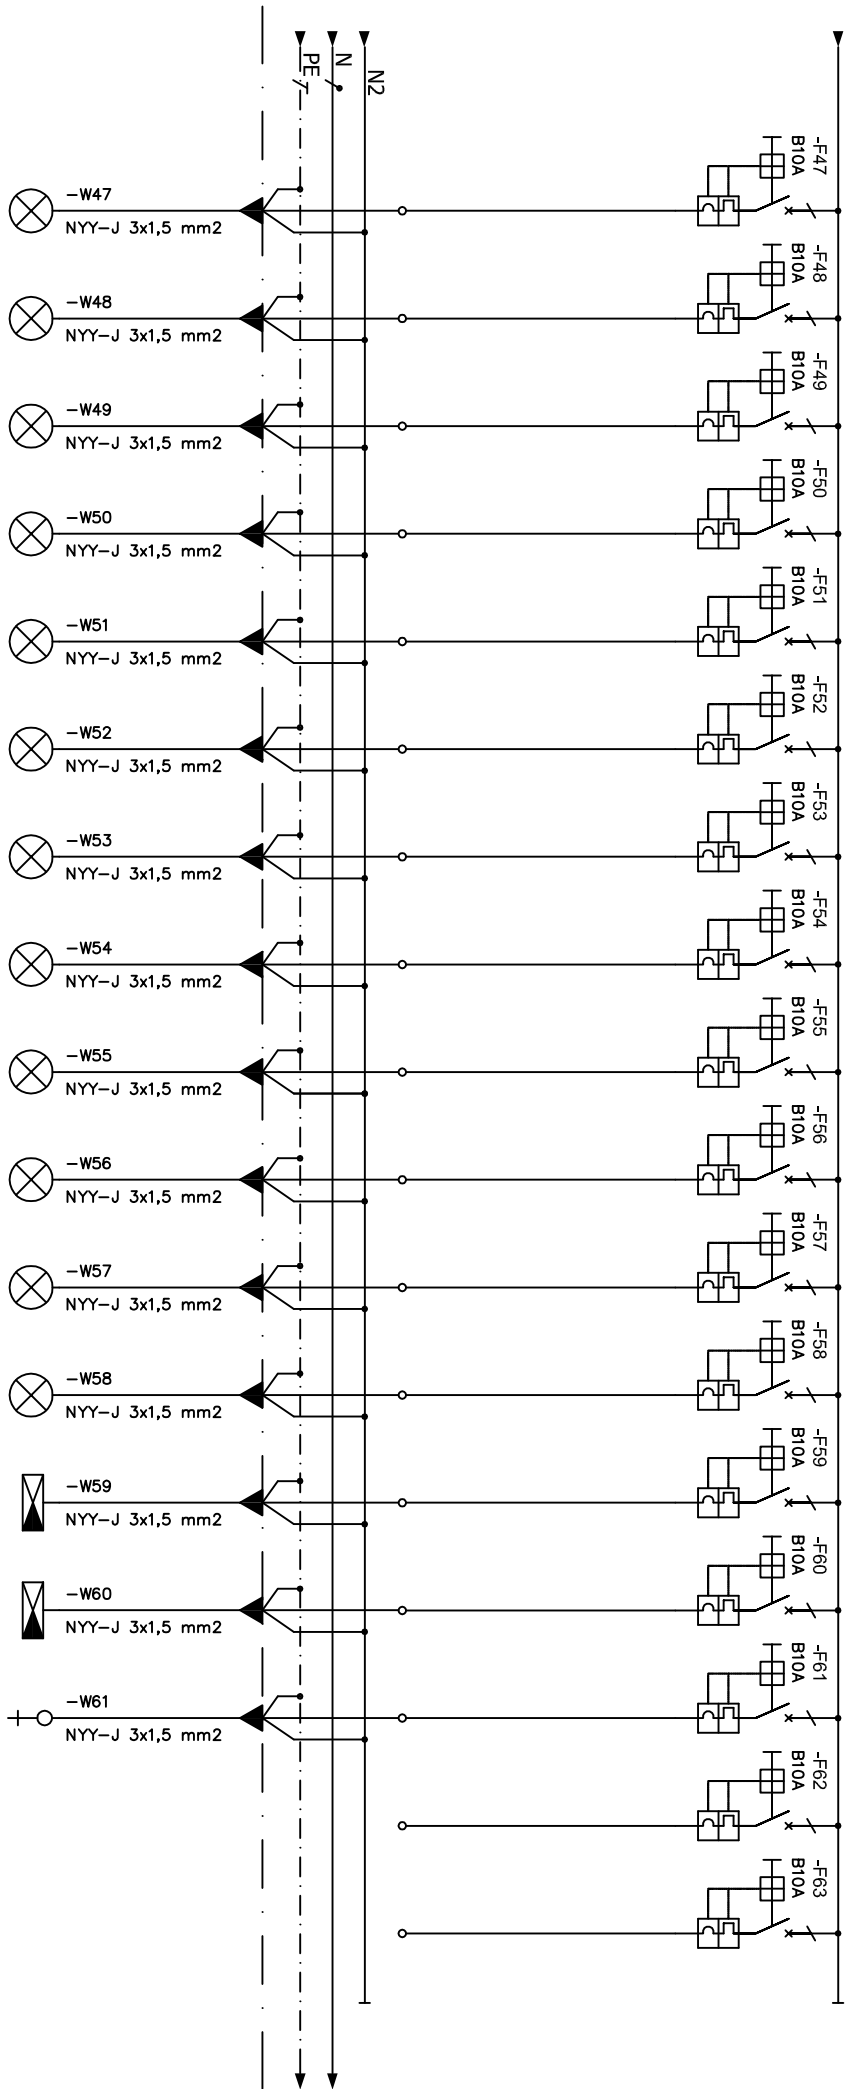 PE
N
N2
-F47
B10A
-W47
NYY-J 3x1,5 mm2
-F48
B10A
-W48
NYY-J 3x1,5 mm2
-F49
B10A
-W49
NYY-J 3x1,5 mm2
-F50
B10A
-W50
NYY-J 3x1,5 mm2
-F51
B10A
-W51
NYY-J 3x1,5 mm2
-F52
B10A
-W52
NYY-J 3x1,5 mm2
-F53
B10A
-W53
NYY-J 3x1,5 mm2
-F54
B10A
-W54
NYY-J 3x1,5 mm2
-F55
B10A
-W55
NYY-J 3x1,5 mm2
-F56
B10A
-W56
NYY-J 3x1,5 mm2
-F57
B10A
-W57
NYY-J 3x1,5 mm2
-F58
B10A
-W58
NYY-J 3x1,5 mm2
-F59
B10A
-W59
NYY-J 3x1,5 mm2
-F60
B10A
-W60
NYY-J 3x1,5 mm2
-F61
B10A
-W61
NYY-J 3x1,5 mm2
-F62
B10A
-F63
B10A